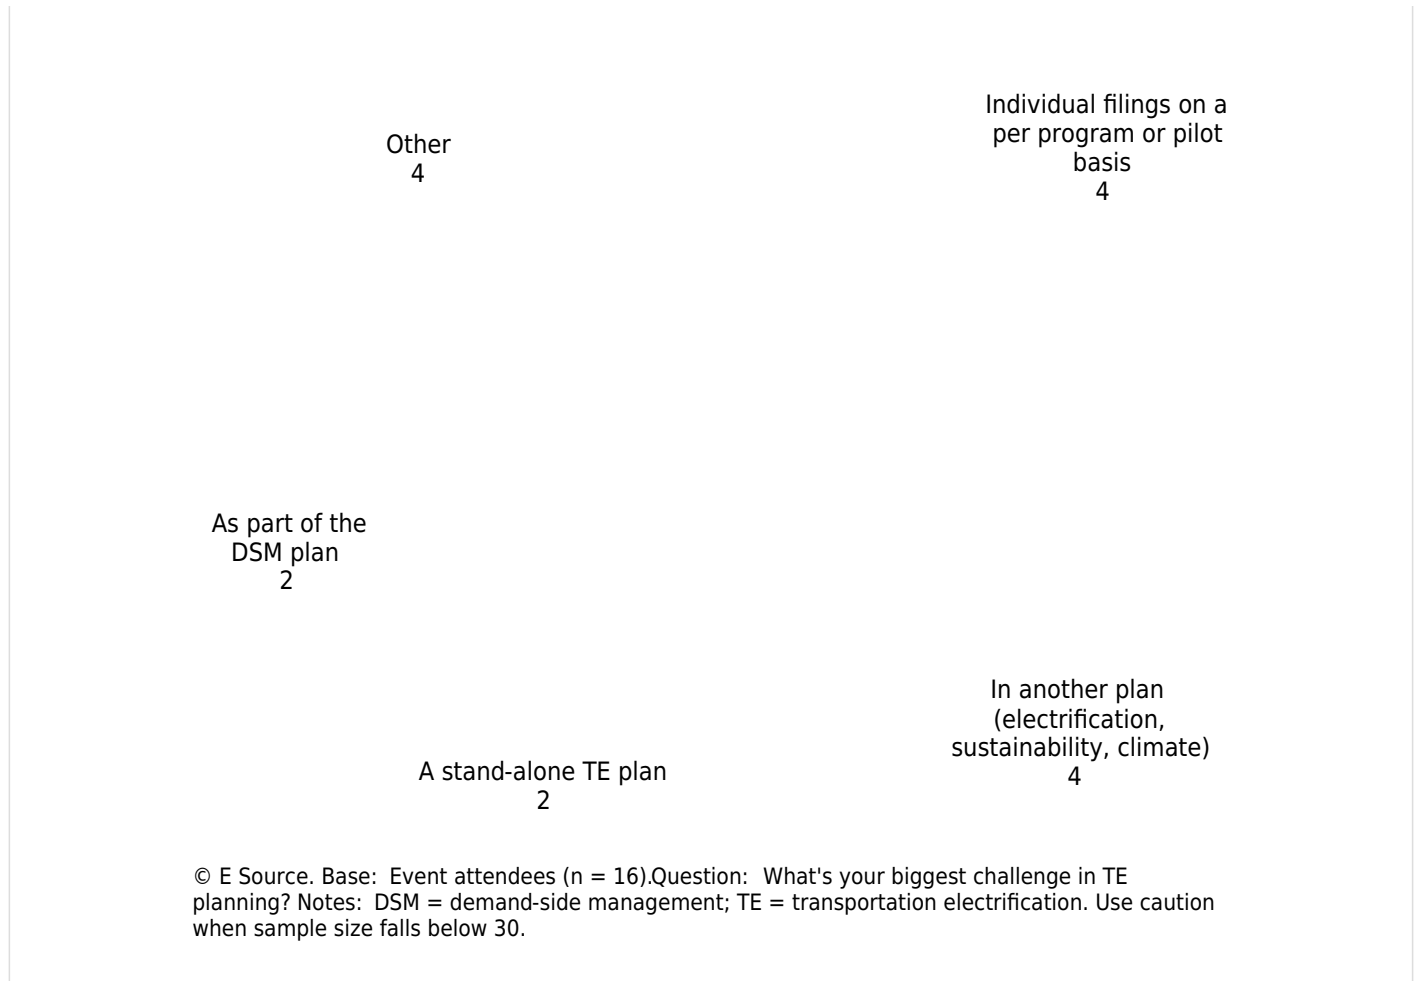 Other
4
Individual filings on a
per program or pilot
basis
4
As part of the
DSM plan
2
In another plan
(electrification,
sustainability, climate)
4
A stand-alone TE plan
2
© E Source. Base:  Event attendees (n = 16).Question:  What's your biggest challenge in TE
planning? Notes:  DSM = demand-side management; TE = transportation electrification. Use caution
when sample size falls below 30.